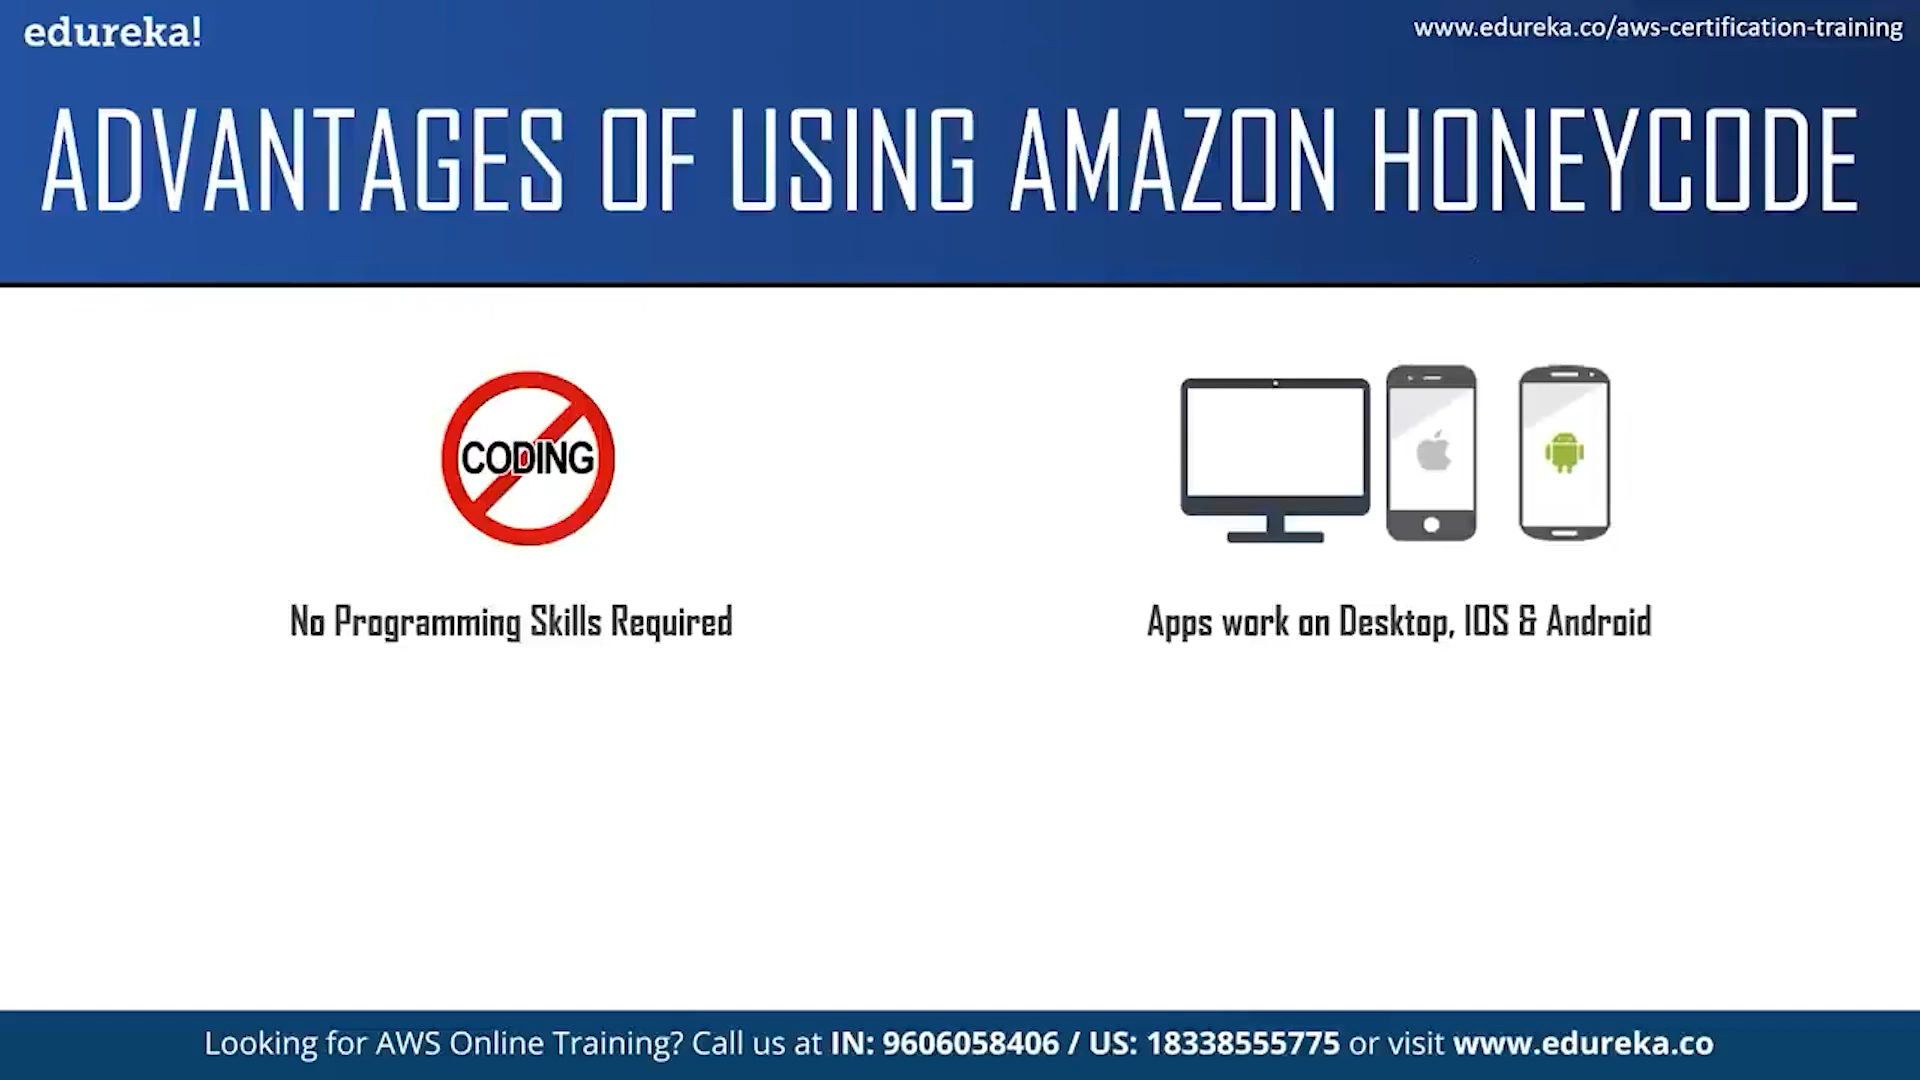 edureka!
www.edureka.co/aws-certification-training
ADVANTAGES OF USING AMAZON HONEYCODE
CODING
No Programming Skills Required
Apps work on Desktop, IOS & Android
Looking for AWS Online Training? Call us at IN: 9606058406 / US: 18338555775 or visit www.edureka.co